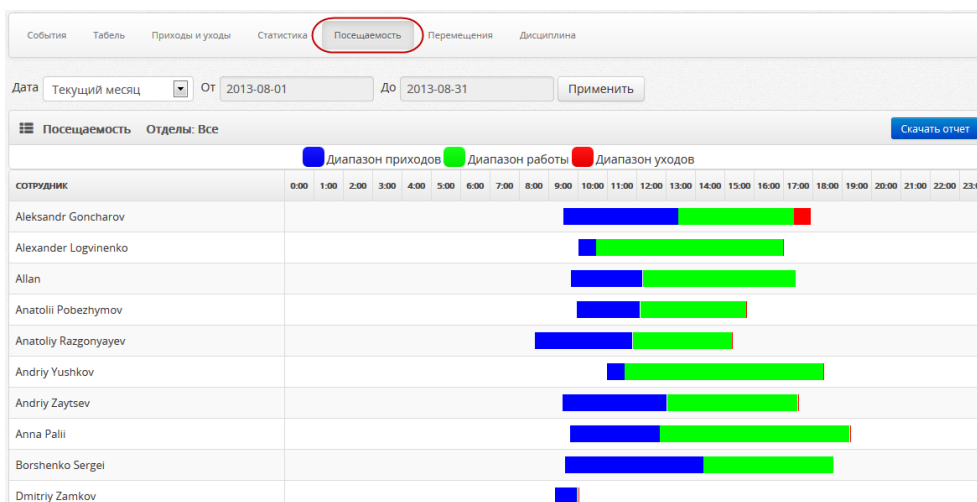 События Табель Приходы и уходы Статистика Посещаемость Перемещения Дисциплина
Дата Текущий месяц От 2013-08-01 До 2013-08-31 Применить
Посещаемость Отделы: Все Скачать отчет
Диапазон приходов Диапазон работы Диапазон уходов
СОТРУДНИК 0:00 1:00 2:00 3:00 4:00 5:00 6:00 7:00 8:00 9:00 10:00 11:00 12:00 13:00 14:00 15:00 16:00 17:00 18:00 19:00 20:00 21:00 22:00 23:0
Aleksandr Goncharov
Alexander Logvinenko
Allan
Anatolii Pobezhymov
Anatoliy Razgonyayev
Andriy Yushkov
Andriy Zaytsev
Anna Palii
Borshenko Sergei
Dmitriy Zamkov